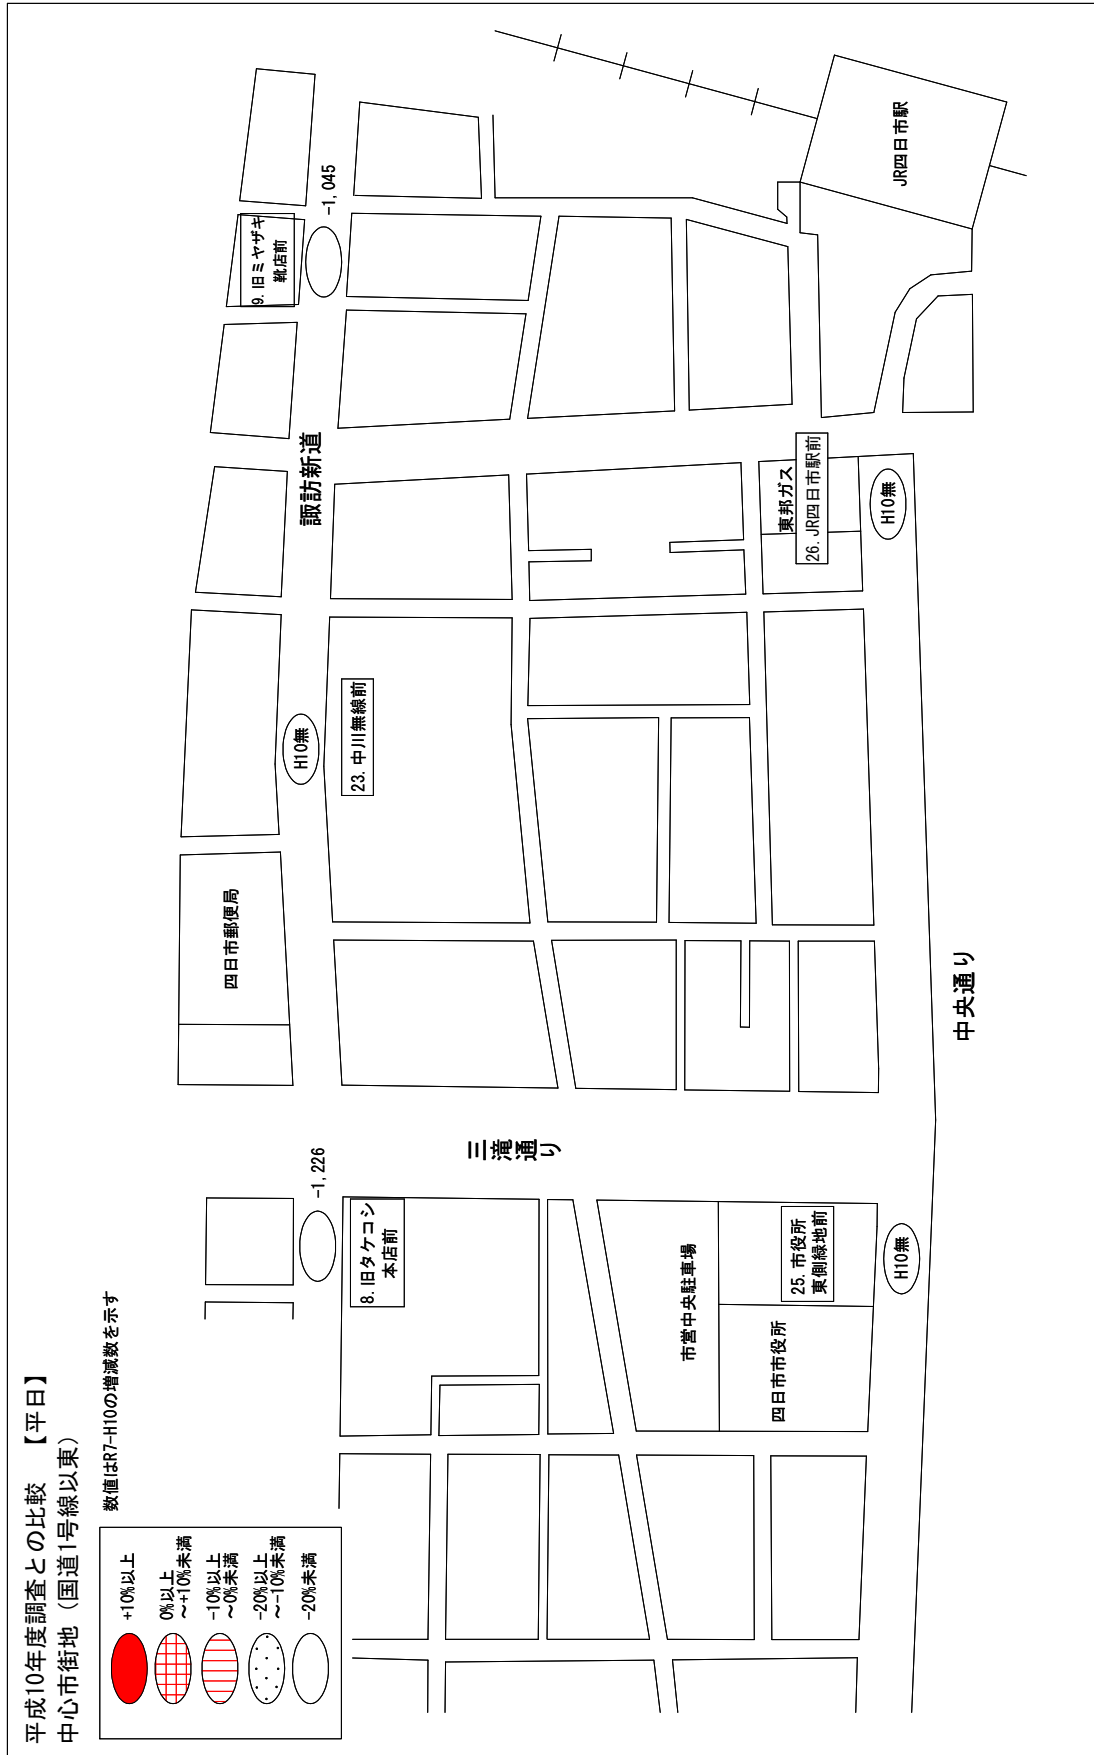 平成10年度調査との比較　【平日】
中心市街地（国道1号線以東）
数値はR7-H10の増減数を示す
+10%以上
0%以上
～+10%未満
-10%以上
～0%未満
-20%以上
～-10%未満
-20%未満
四日市郵便局
9. 旧ミヤザキ
靴店前
-1,045
諏訪新道
H10無
23. 中川無線前
-1,226
8. 旧タケコシ
本店前
三滝通り
市営中央駐車場
四日市市役所
25. 市役所
東側緑地前
H10無
東邦ガス
26. JR四日市駅前
H10無
JR四日市駅
中央通り